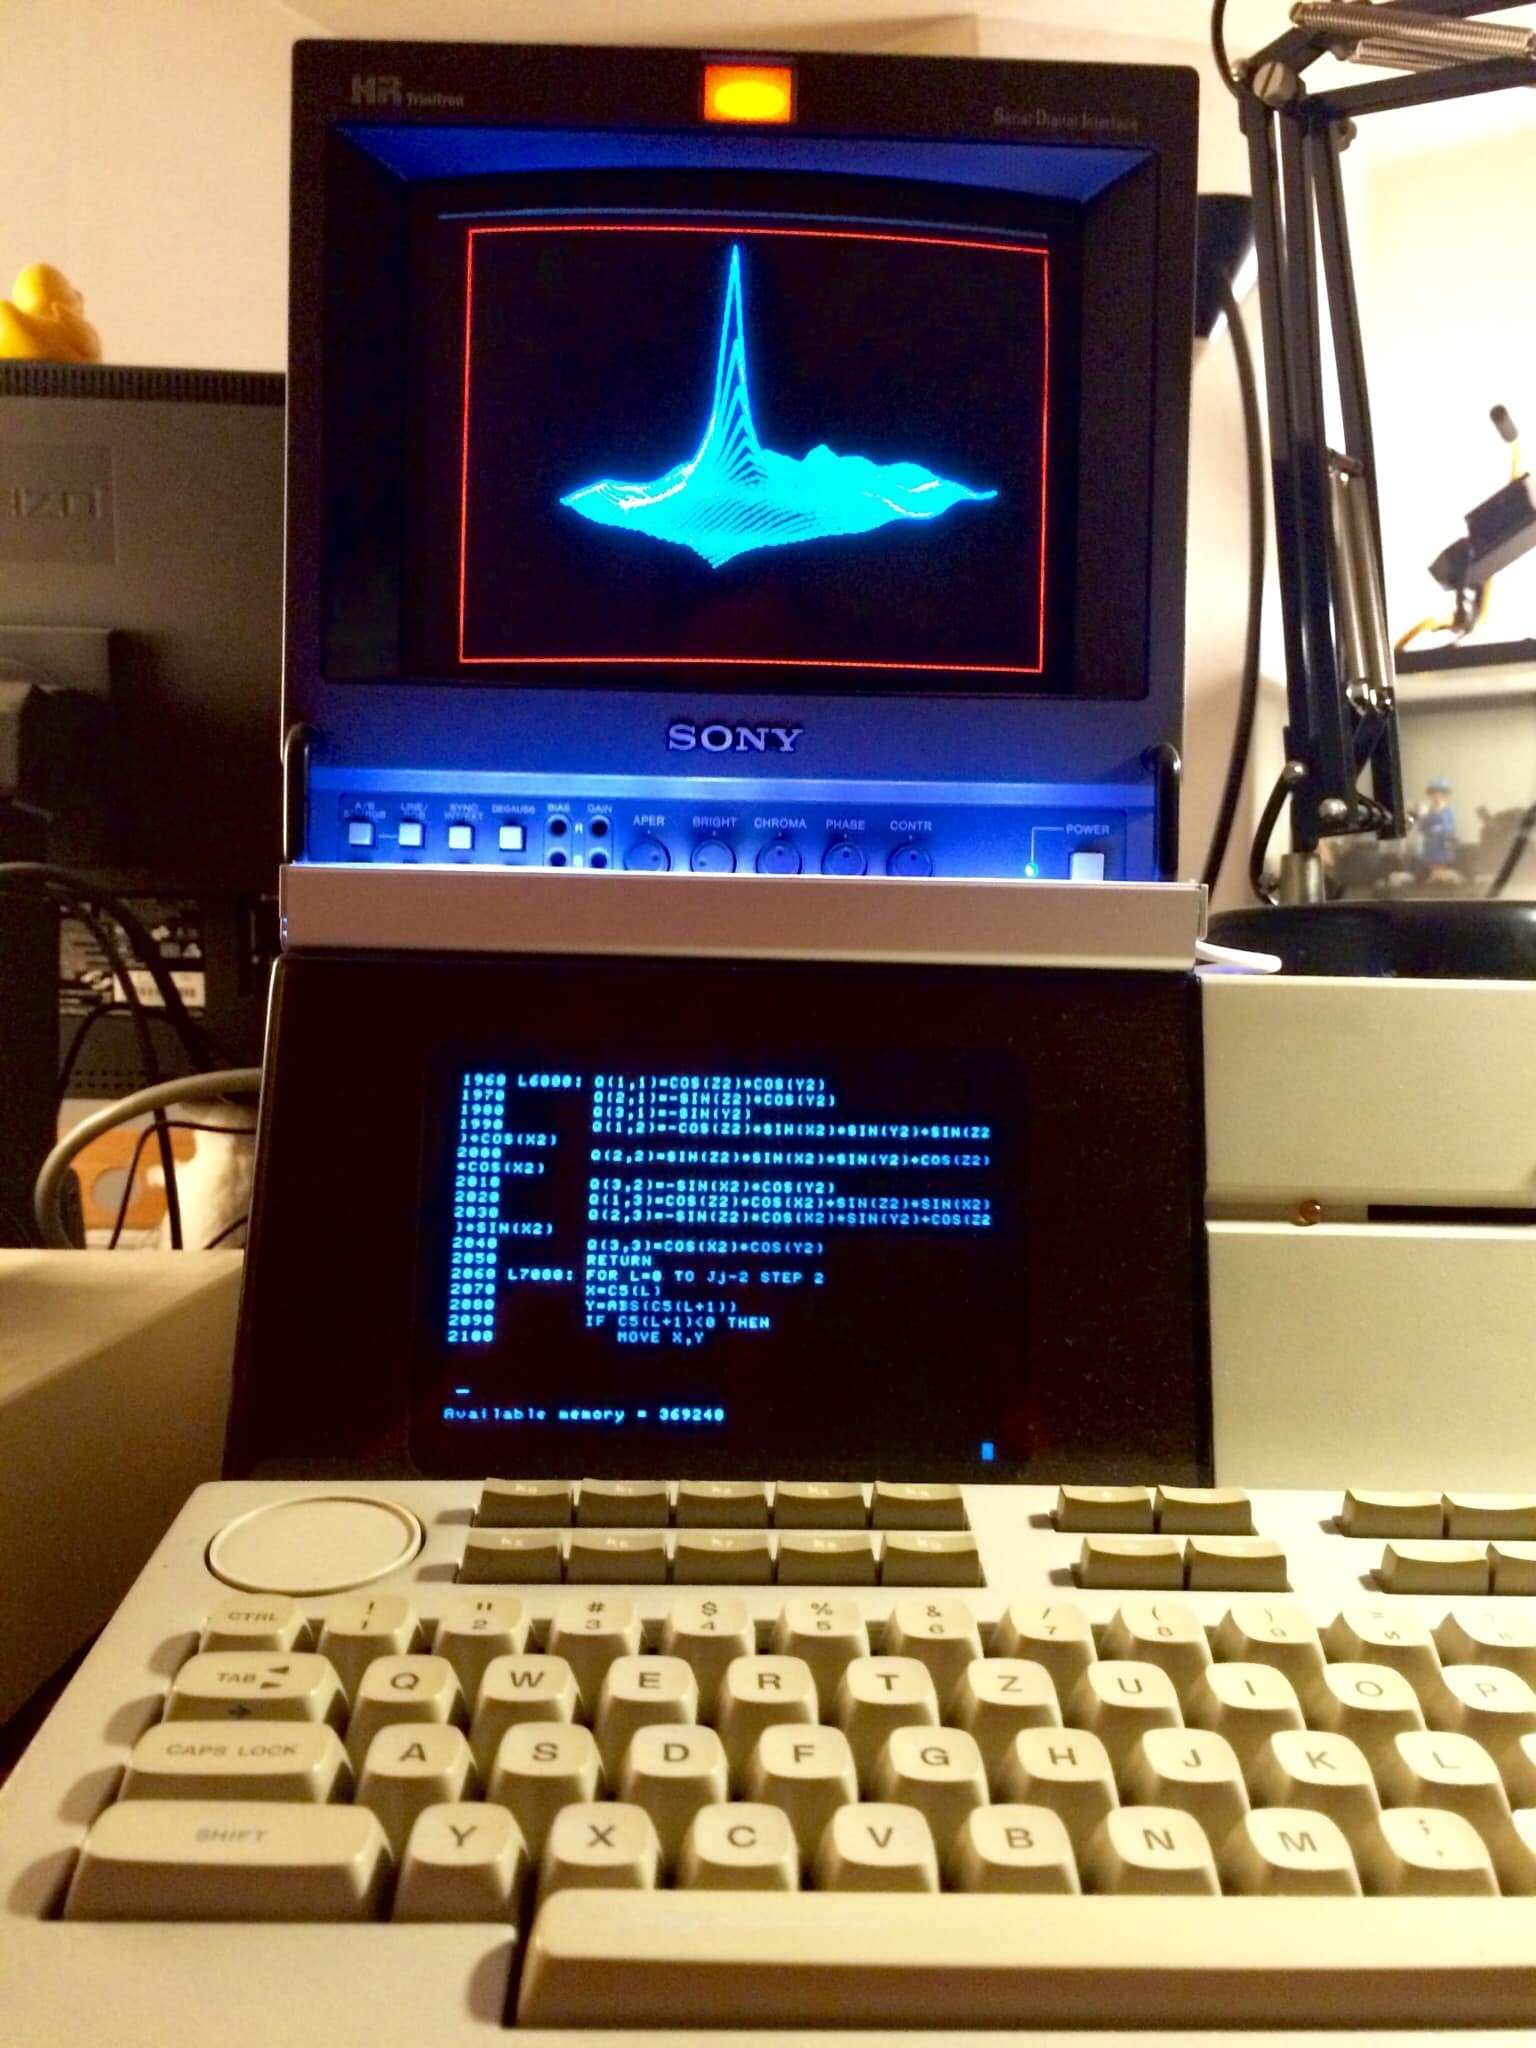 HR Trinitron
Serial Digital Interface
SONY
A/B
LINE/
RGB
SYNC
INT/EXT
DEGAUSS
BIAS
GAIN
R
APER
BRIGHT
CHROMA
PHASE
CONTR
POWER
1960 L6000: Q(1,1)=COS(Z2)*COS(Y2)
1970 Q(2,1)=-SIN(Z2)*COS(Y2)
1980 Q(3,1)=-SIN(Y2)
1990 Q(1,2)=-COS(Z2)*SIN(X2)*SIN(Y2)+SIN(Z2
)*COS(X2)
2000 Q(2,2)=SIN(Z2)*SIN(X2)*SIN(Y2)+COS(Z2)
*COS(X2)
2010 Q(3,2)=-SIN(X2)*COS(Y2)
2020 Q(1,3)=COS(Z2)*COS(X2)+SIN(Z2)*SIN(X2)
2030 Q(2,3)=-SIN(Z2)*COS(X2)*SIN(Y2)+COS(Z2
)*SIN(X2)
2040 Q(3,3)=COS(X2)*COS(Y2)
2050 RETURN
2060 L7000: FOR L=0 TO Jj-2 STEP 2
2070 X=C5(L)
2080 Y=ABS(C5(L+1))
2090 IF C5(L+1)<0 THEN
2100 MOVE X,Y
Available memory = 369240
CTRL ! 1 " 2 # 3 $ 4 % 5 & 6 / 7 ( 8 ) 9 =
TAB Q W E R T Z U I O P
CAPS LOCK A S D F G H J K L
SHIFT Y X C V B N M ; ,